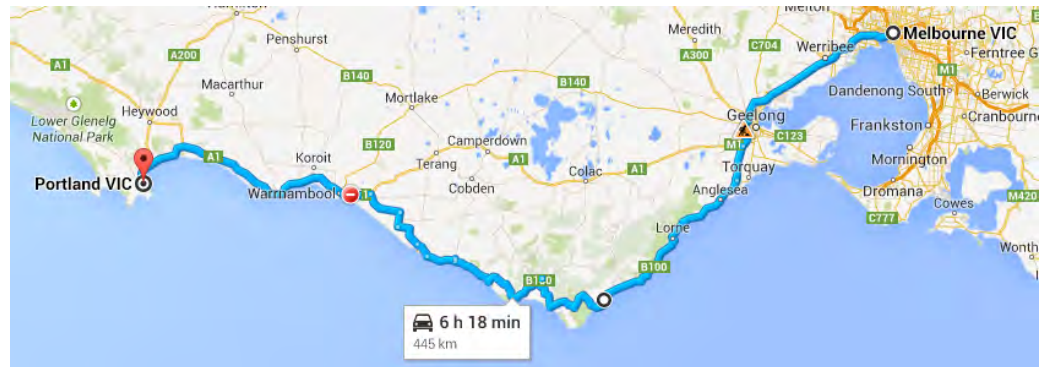 Hamilton
Melton
Penshurst
Meredith
C704
Melbourne VIC
A200
B140
A300
Werribee
Ferntree G
A1
M1
Macarthur
B140
Mortlake
Dandenong South
Berwick
Lower Glenelg
National Park
Heywood
Geelong
Cranbourne
Camperdown
C123
Frankston
A1
Koroit
B120
Terang
A1
M1
Torquay
Mornington
Portland VIC
Colac
Warrnambool
Cobden
Anglesea
Dromana
M420
Cowes
C777
Lorne
Wonth
B100
B100
6 h 18 min
445 km